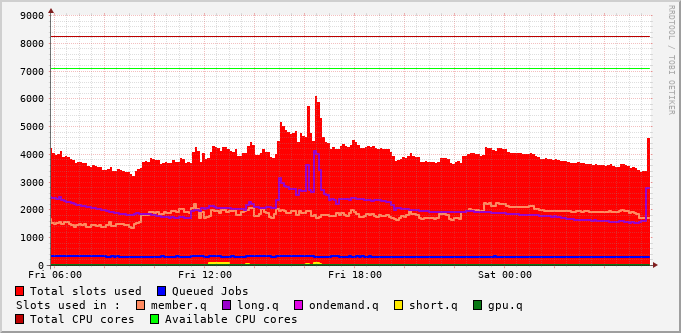 9000
8000
7000
6000
5000
4000
3000
2000
1000
0
Fri 06:00 Fri 12:00 Fri 18:00 Sat 00:00
RRDTOOL / TOBI OETIKER
Total slots used Queued Jobs
Slots used in : member.q long.q ondemand.q short.q gpu.q
Total CPU cores Available CPU cores